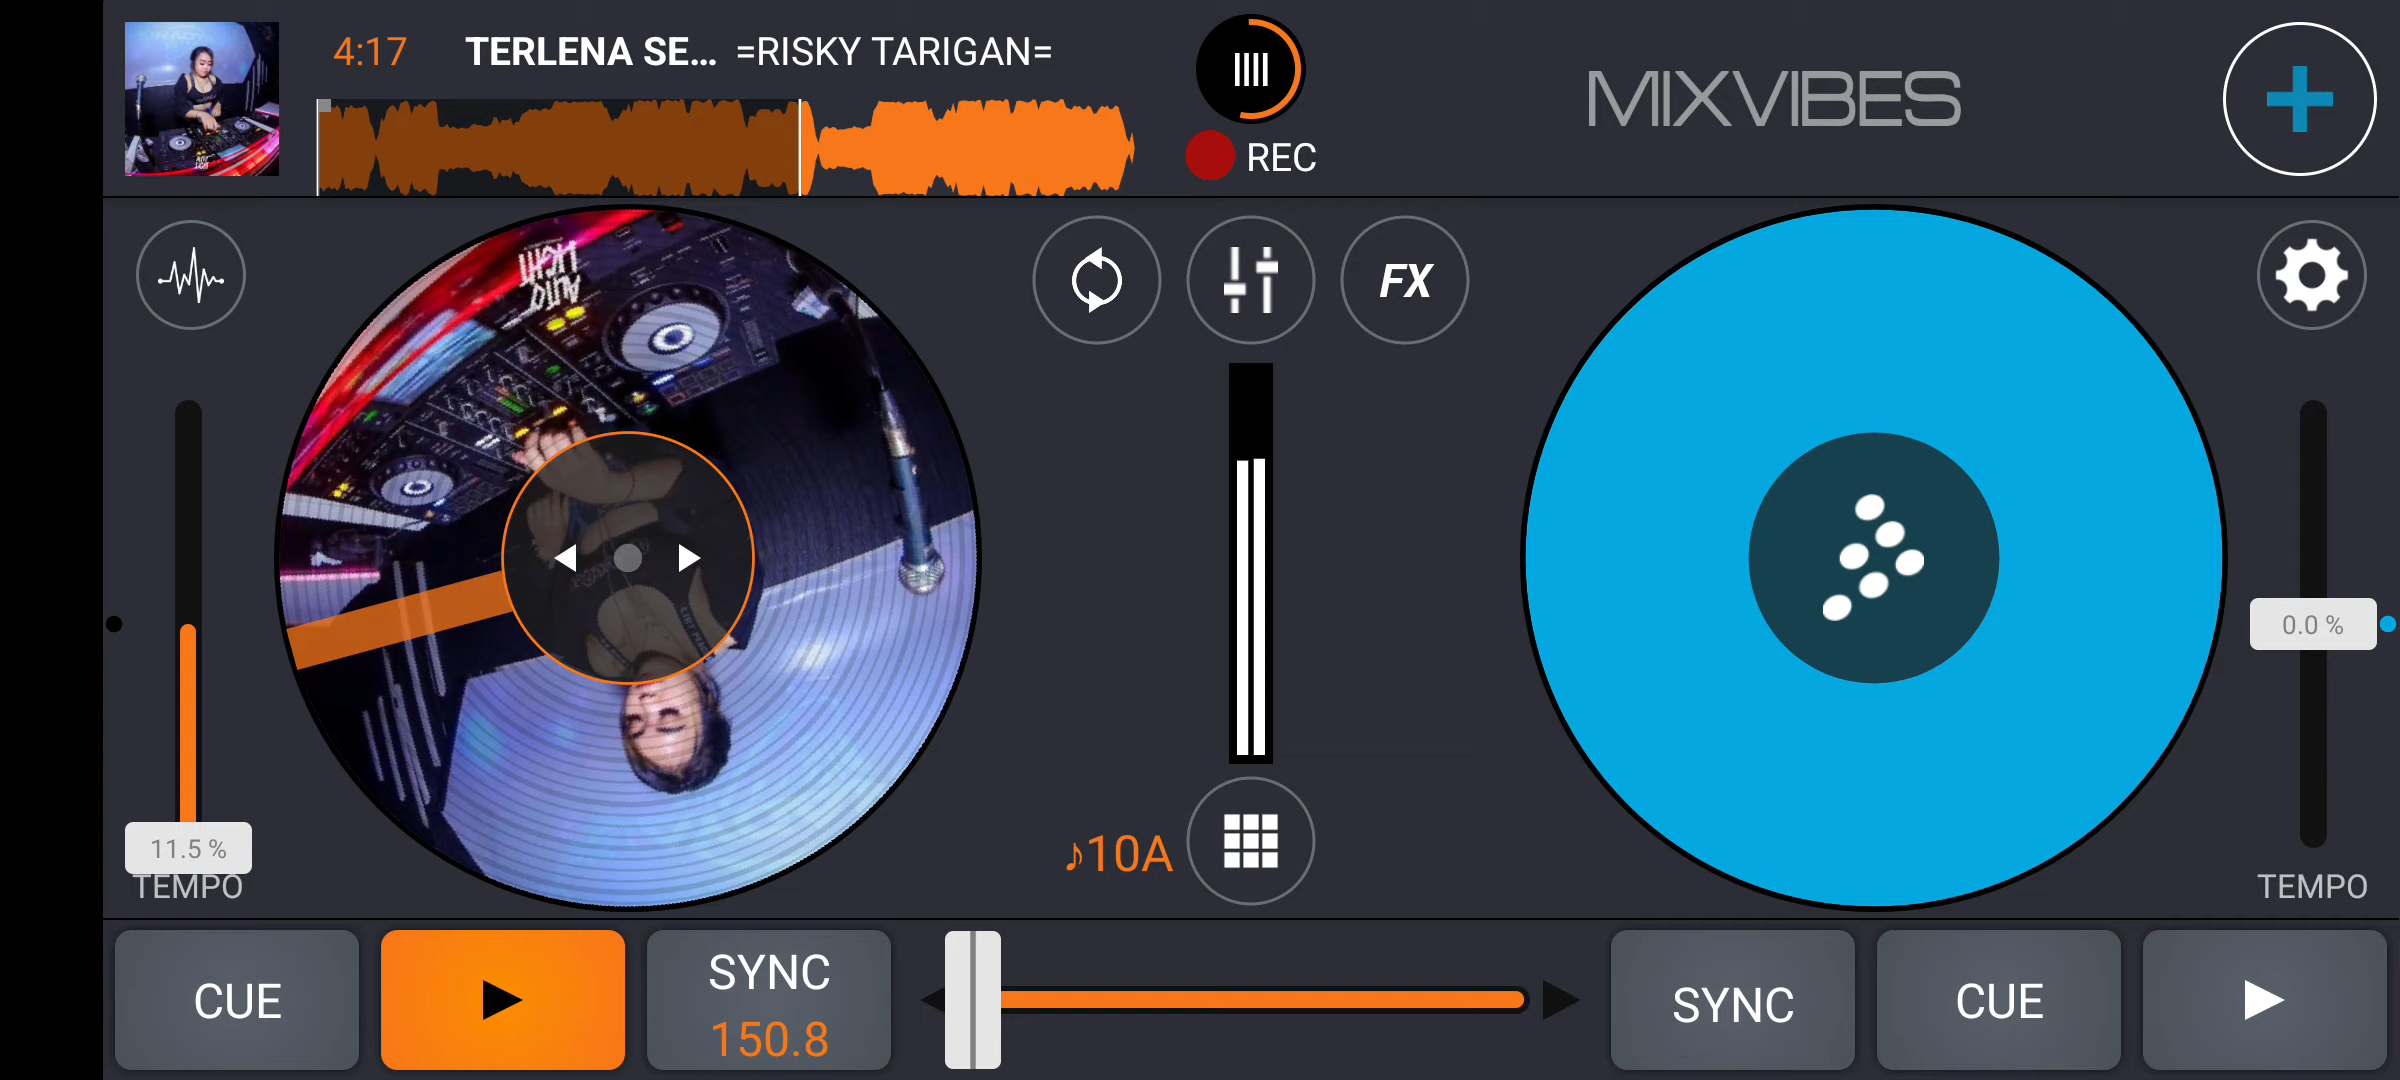 4:17 TERLENA SE... =RISKY TARIGAN=
MIXVIBES
REC
FX
11.5 %
TEMPO
♪10A
0.0 %
TEMPO
CUE
SYNC
150.8
SYNC
CUE